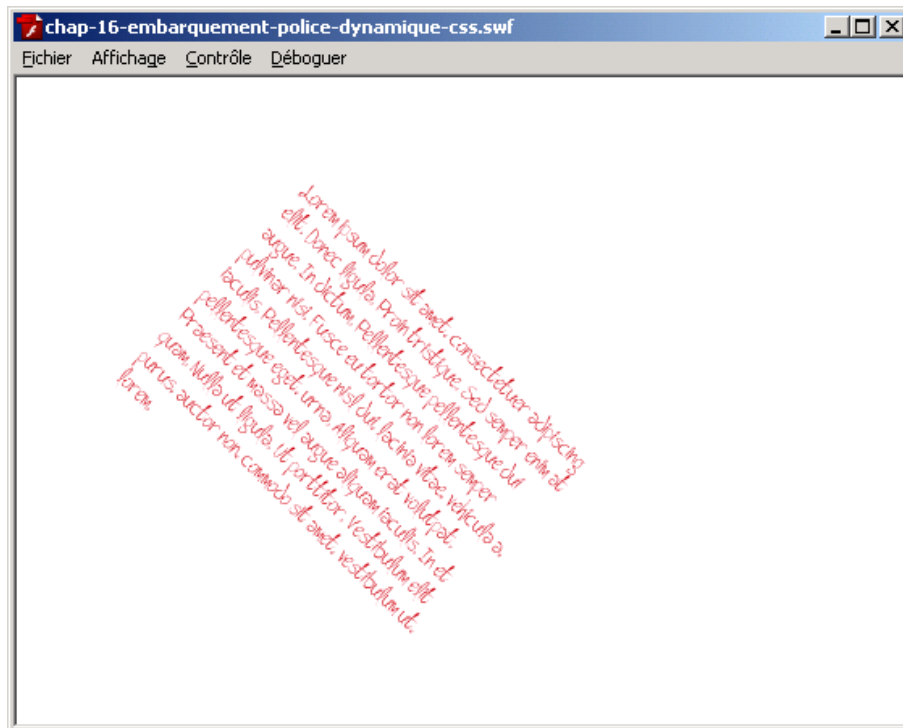 chap-16-embarquement-police-dynamique-css.swf
Fichier Affichage Contrôle Déboguer
Lorem ipsum dolor sit amet, consectetuer adipiscing
elit. Donec ligula. Proin tristique. Sed semper enim at
augue. In dictum. Pellentesque pellentesque dui
pulvinar nisi. Fusce eu tortor non lorem semper
iaculis. Pellentesque nisl dui, lacinia vitae, vehicula a,
pellentesque eget, urna. Aliquam erat volutpat.
Praesent et massa vel augue aliquam iaculis. In et
quam. Nulla ut ligula. Ut porttitor. Vestibulum elit
purus, auctor non, commodo sit amet, vestibulum ut,
lorem.